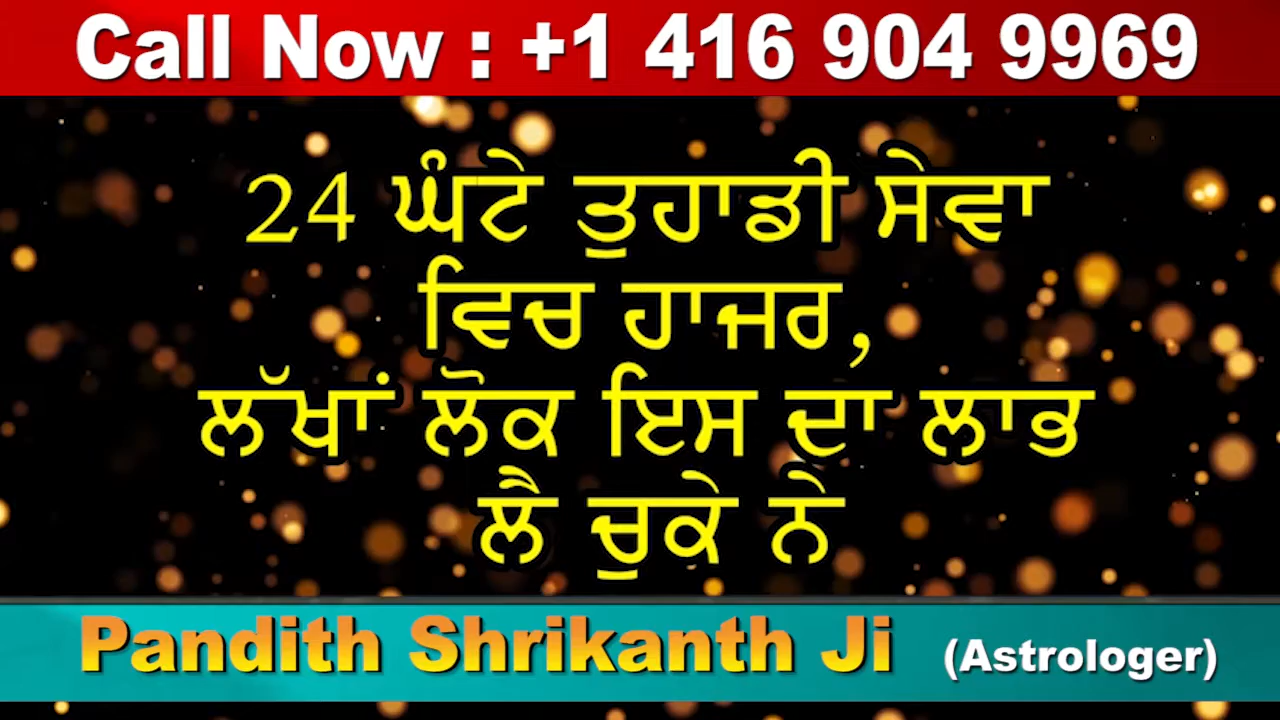 Call Now : +1 416 904 9969
24 ਘੰਟੇ ਤੁਹਾਡੀ ਸੇਵਾ
ਵਿਚ ਹਾਜਰ,
ਲੱਖਾਂ ਲੋਕ ਇਸ ਦਾ ਲਾਭ
ਲੈ ਚੁਕੇ ਨੇ
Pandith Shrikanth Ji (Astrologer)